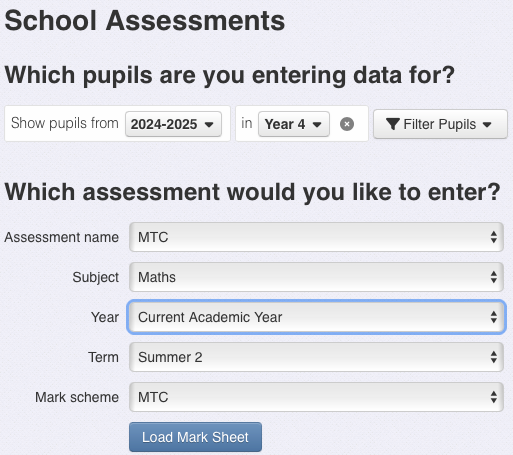 School Assessments
Which pupils are you entering data for?
Show pupils from 2024-2025 in Year 4 Filter Pupils
Which assessment would you like to enter?
Assessment name MTC
Subject Maths
Year Current Academic Year
Term Summer 2
Mark scheme MTC
Load Mark Sheet